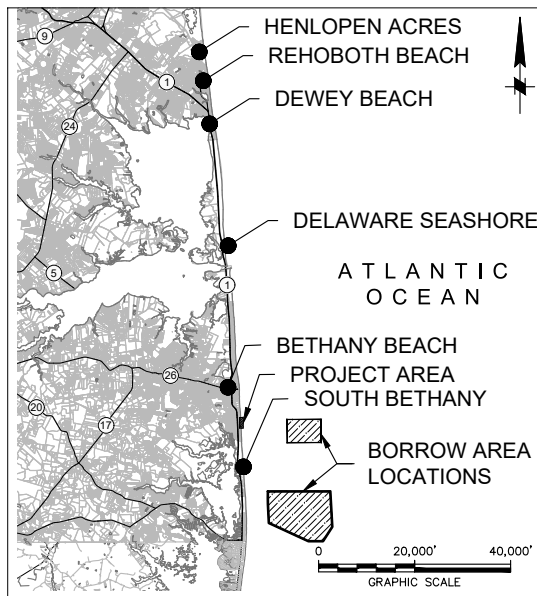 HENLOPEN ACRES
9
REHOBOTH BEACH
1
DEWEY BEACH
24
DELAWARE SEASHORE
5
ATLANTIC
OCEAN
1
BETHANY BEACH
26
PROJECT AREA
SOUTH BETHANY
20
17
BORROW AREA
LOCATIONS
0 20,000' 40,000'
GRAPHIC SCALE